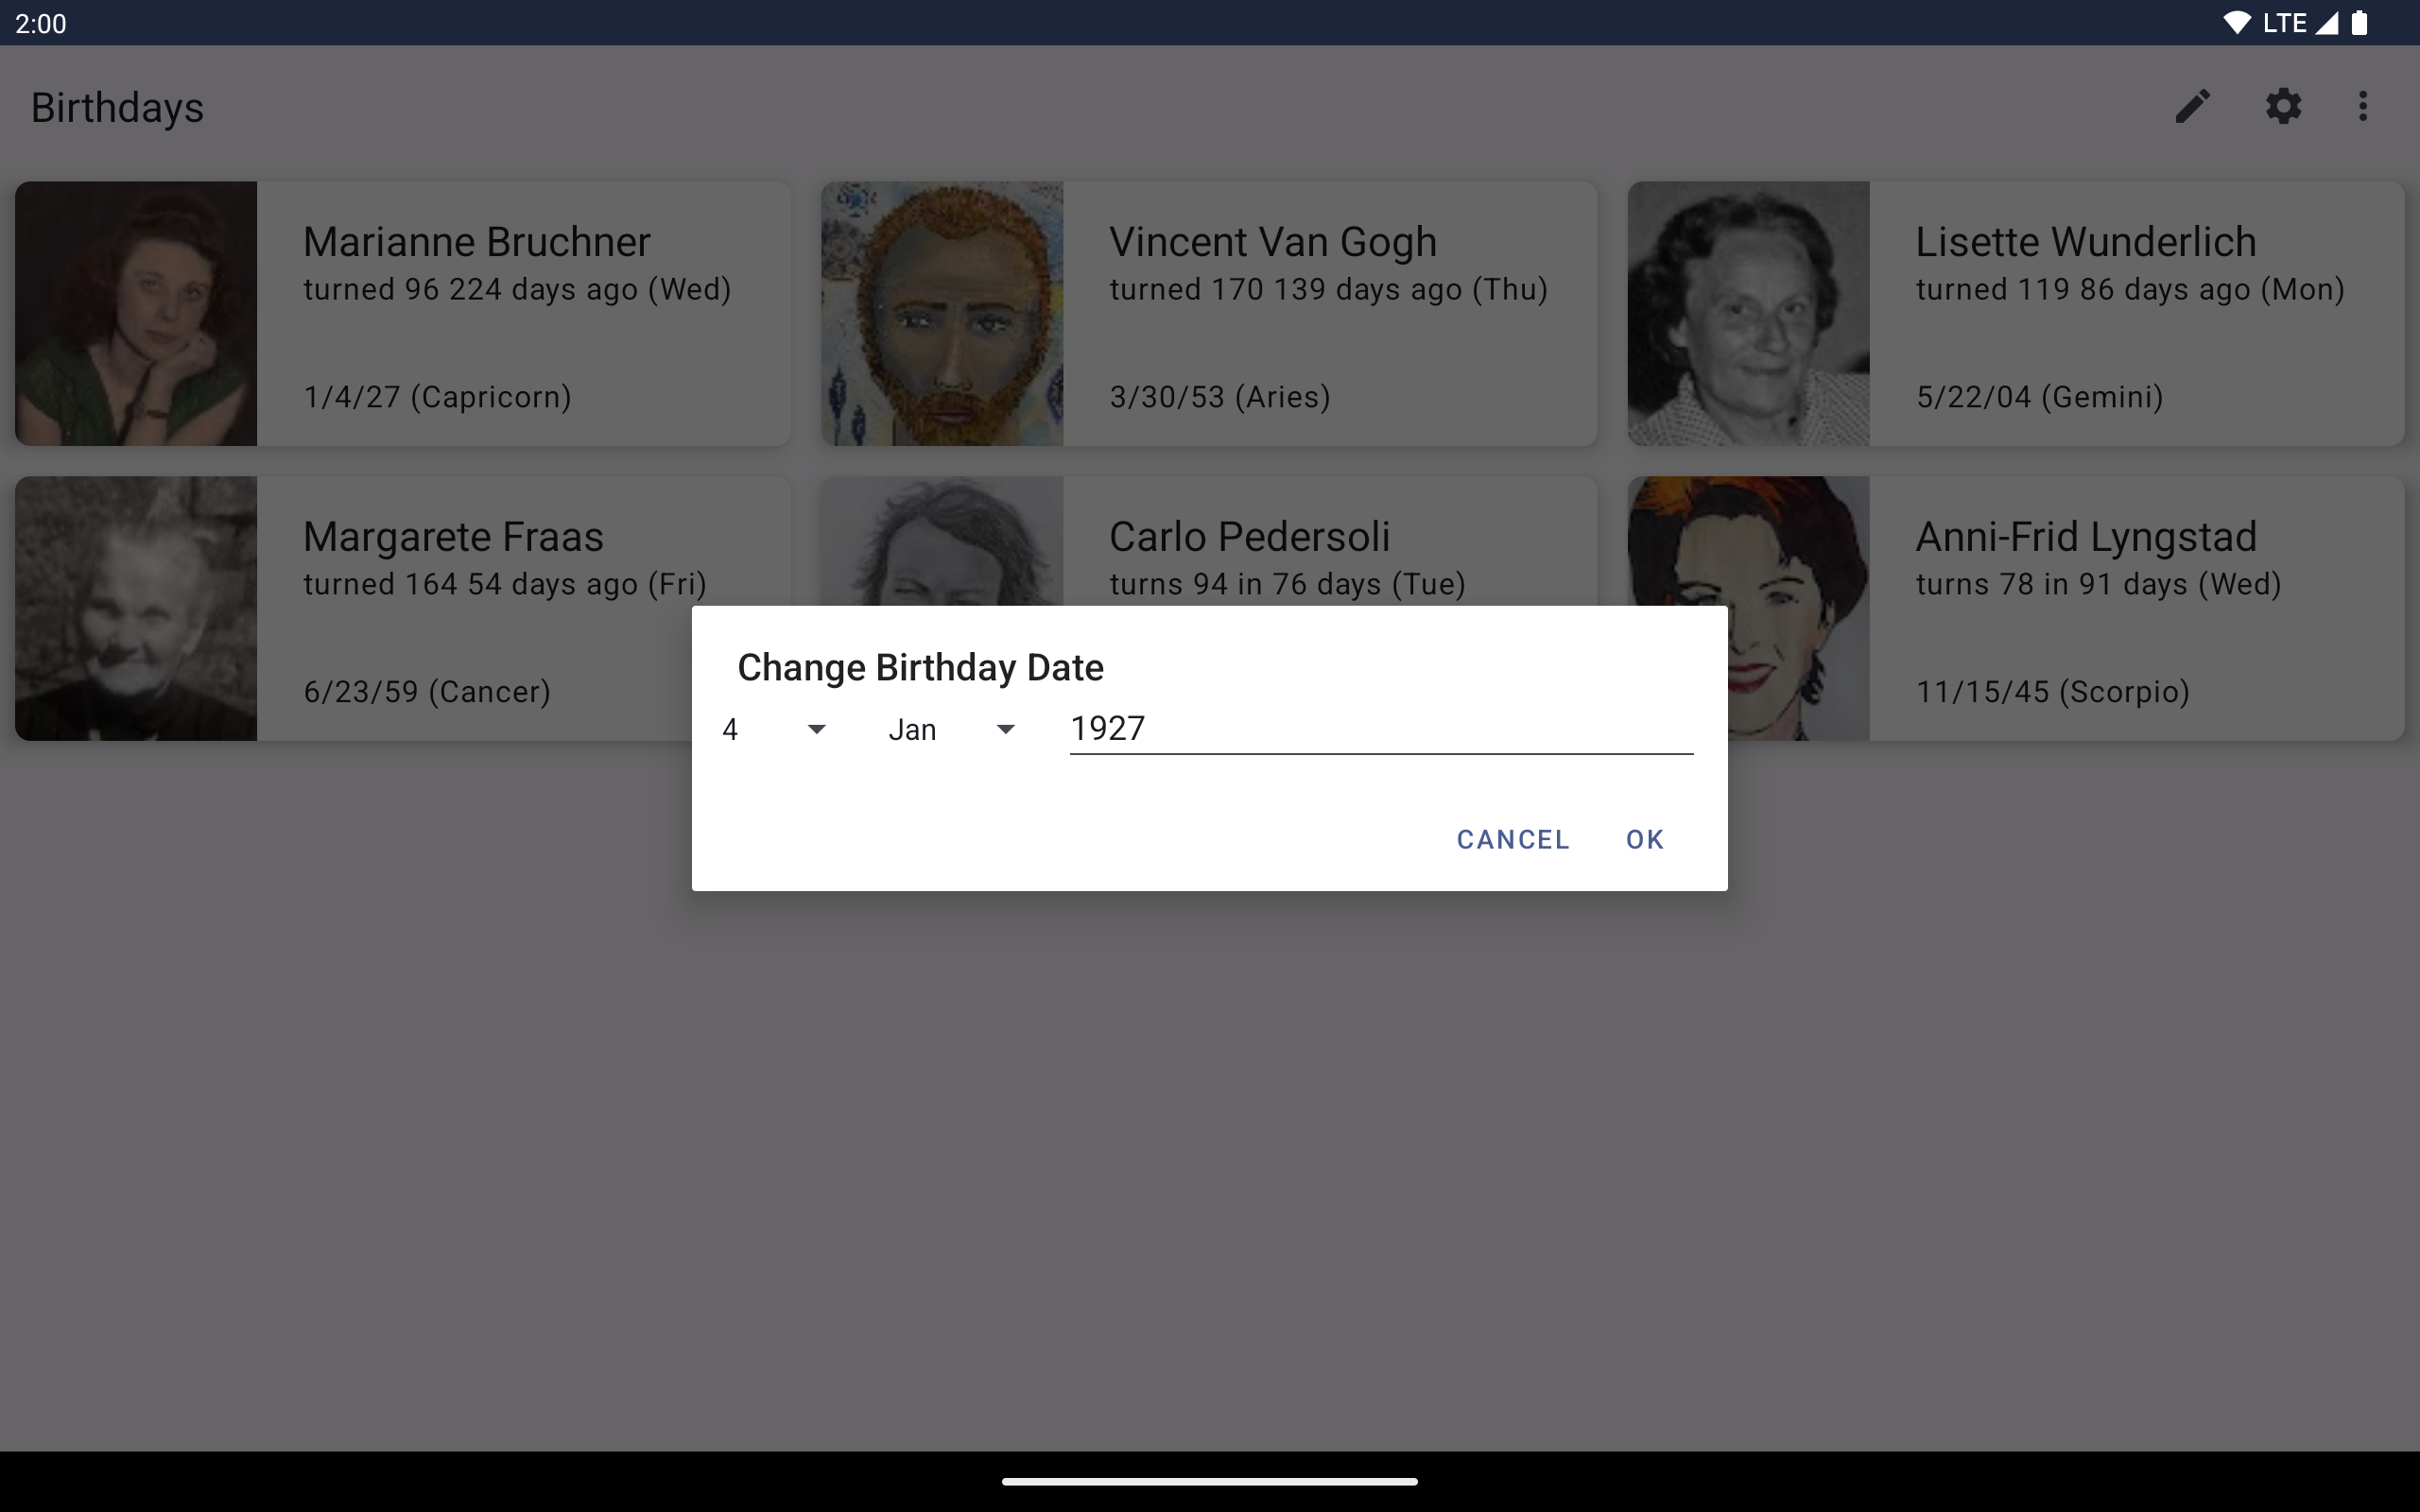 2:00
LTE
Birthdays
Marianne Bruchner
turned 96 224 days ago (Wed)
1/4/27 (Capricorn)
Vincent Van Gogh
turned 170 139 days ago (Thu)
3/30/53 (Aries)
Lisette Wunderlich
turned 119 86 days ago (Mon)
5/22/04 (Gemini)
Margarete Fraas
turned 164 54 days ago (Fri)
6/23/59 (Cancer)
Carlo Pedersoli
turns 94 in 76 days (Tue)
Anni-Frid Lyngstad
turns 78 in 91 days (Wed)
11/15/45 (Scorpio)
Change Birthday Date
4 Jan 1927
CANCEL OK